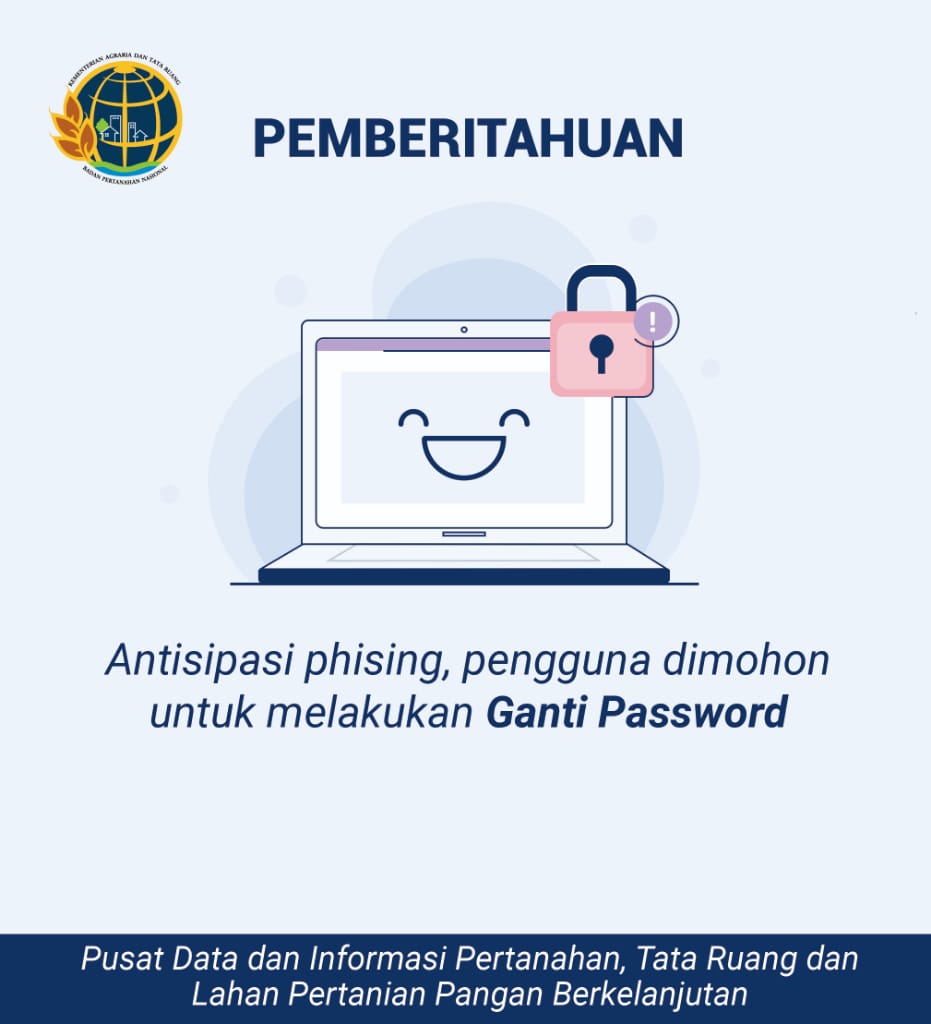 KEMENTERIAN AGRARIA DAN TATA RUANG
BADAN PERTANAHAN NASIONAL
PEMBERITAHUAN
!
Antisipasi phising, pengguna dimohon
untuk melakukan Ganti Password
Pusat Data dan Informasi Pertanahan, Tata Ruang dan
Lahan Pertanian Pangan Berkelanjutan